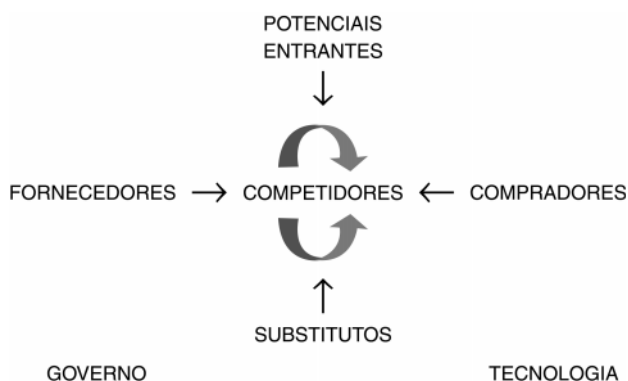 POTENCIAIS
ENTRANTES
FORNECEDORES
COMPETIDORES
COMPRADORES
SUBSTITUTOS
GOVERNO
TECNOLOGIA